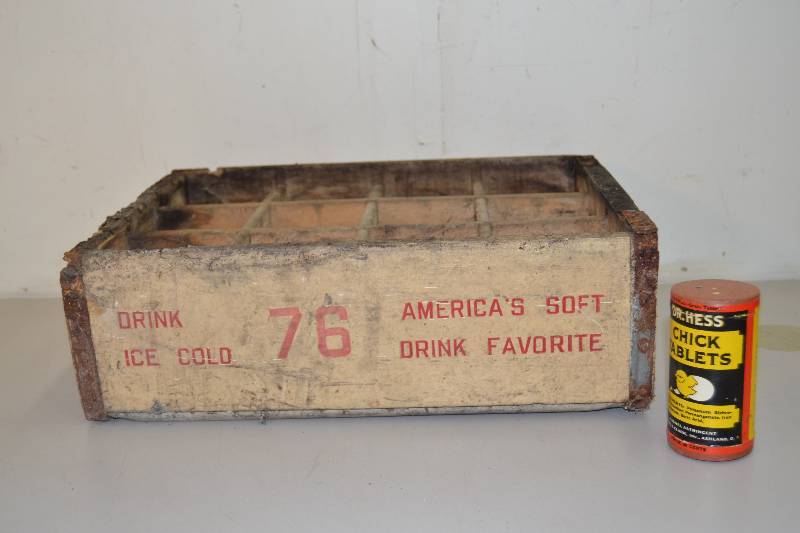 DRINK
ICE COLD
76
AMERICA'S SOFT
DRINK FAVORITE
DR. HESS
CHICK
TABLETS